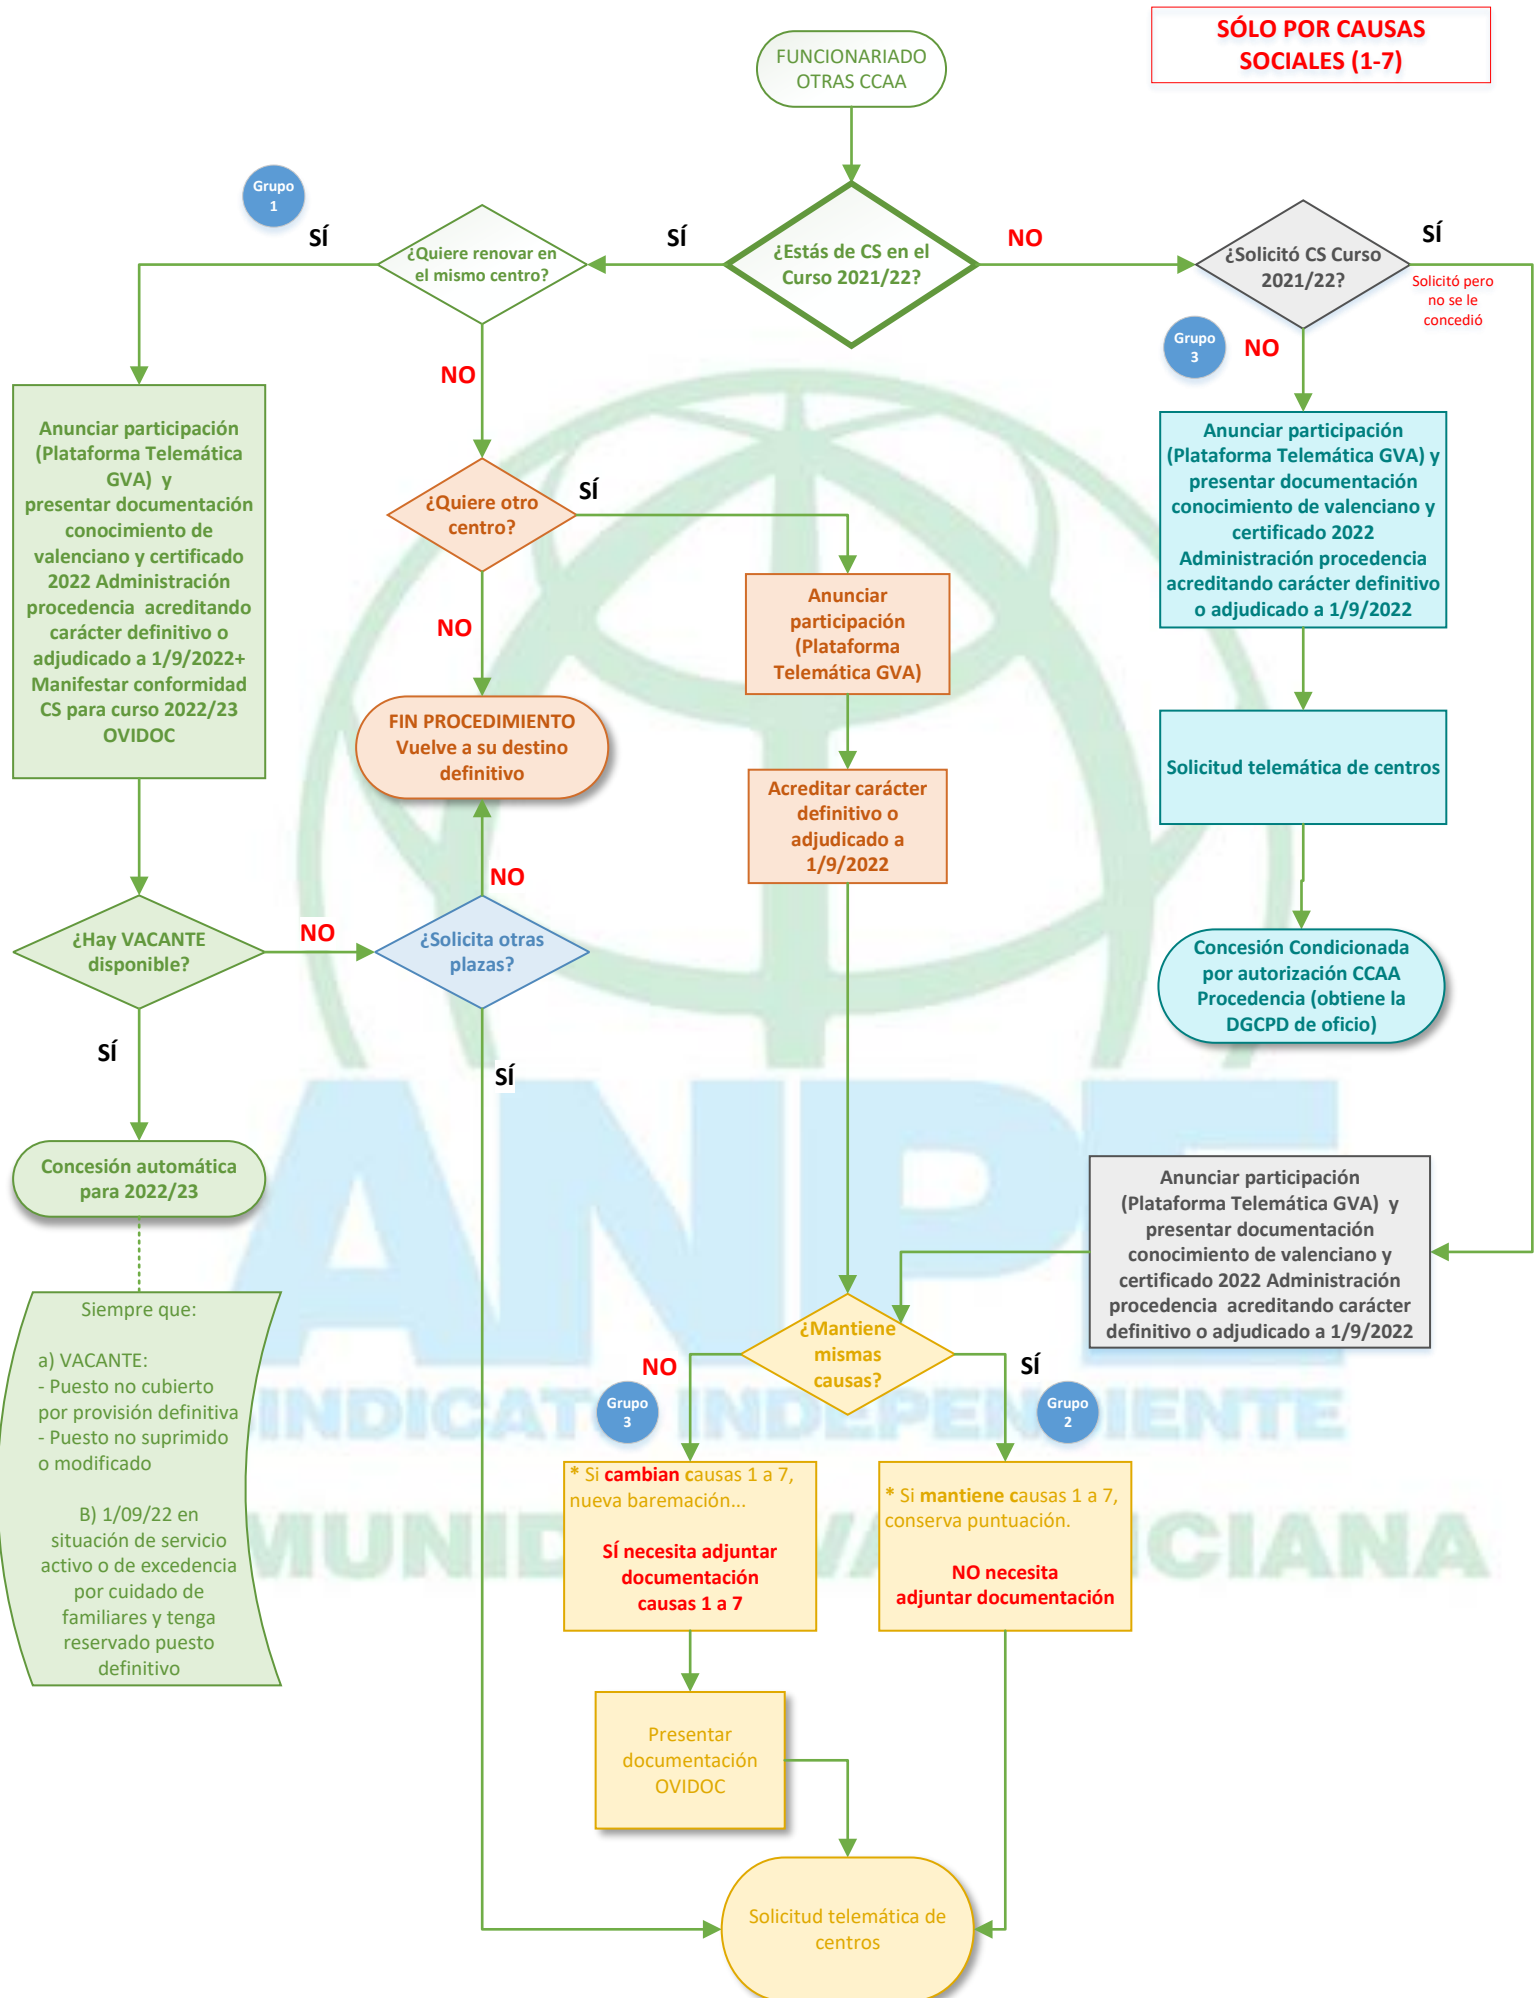 SÓLO POR CAUSAS
SOCIALES (1-7)
FUNCIONARIADO
OTRAS CCAA
Grupo
1
SÍ
¿Quiere renovar en
el mismo centro?
SÍ
¿Estás de CS en el
Curso 2021/22?
NO
¿Solicitó CS Curso
2021/22?
SÍ
Solicitó pero
no se le
concedió
Grupo
3
NO
NO
Anunciar participación
(Plataforma Telemática
GVA) y
presentar documentación
conocimiento de
valenciano y certificado
2022 Administración
procedencia acreditando
carácter definitivo o
adjudicado a 1/9/2022+
Manifestar conformidad
CS para curso 2022/23
OVIDOC
¿Quiere otro
centro?
SÍ
NO
Anunciar
participación
(Plataforma
Telemática GVA)
Anunciar participación
(Plataforma Telemática GVA) y
presentar documentación
conocimiento de valenciano y
certificado 2022
Administración procedencia
acreditando carácter definitivo
o adjudicado a 1/9/2022
FIN PROCEDIMIENTO
Vuelve a su destino
definitivo
Acreditar carácter
definitivo o
adjudicado a
1/9/2022
Solicitud telemática de centros
NO
¿Hay VACANTE
disponible?
NO
¿Solicita otras
plazas?
Concesión Condicionada
por autorización CCAA
Procedencia (obtiene la
DGCPD de oficio)
SÍ
SÍ
Concesión automática
para 2022/23
Anunciar participación
(Plataforma Telemática GVA) y
presentar documentación
conocimiento de valenciano y
certificado 2022 Administración
procedencia acreditando carácter
definitivo o adjudicado a 1/9/2022
Siempre que:
a) VACANTE:
- Puesto no cubierto
por provisión definitiva
- Puesto no suprimido
o modificado
B) 1/09/22 en
situación de servicio
activo o de excedencia
por cuidado de
familiares y tenga
reservado puesto
definitivo
¿Mantiene
mismas
causas?
NO
Grupo
3
SÍ
Grupo
2
* Si cambian causas 1 a 7,
nueva baremación...
SÍ necesita adjuntar
documentación
causas 1 a 7
* Si mantiene causas 1 a 7,
conserva puntuación.
NO necesita
adjuntar documentación
Presentar
documentación
OVIDOC
Solicitud telemática de
centros
ANPE
INDEPENDIENTE